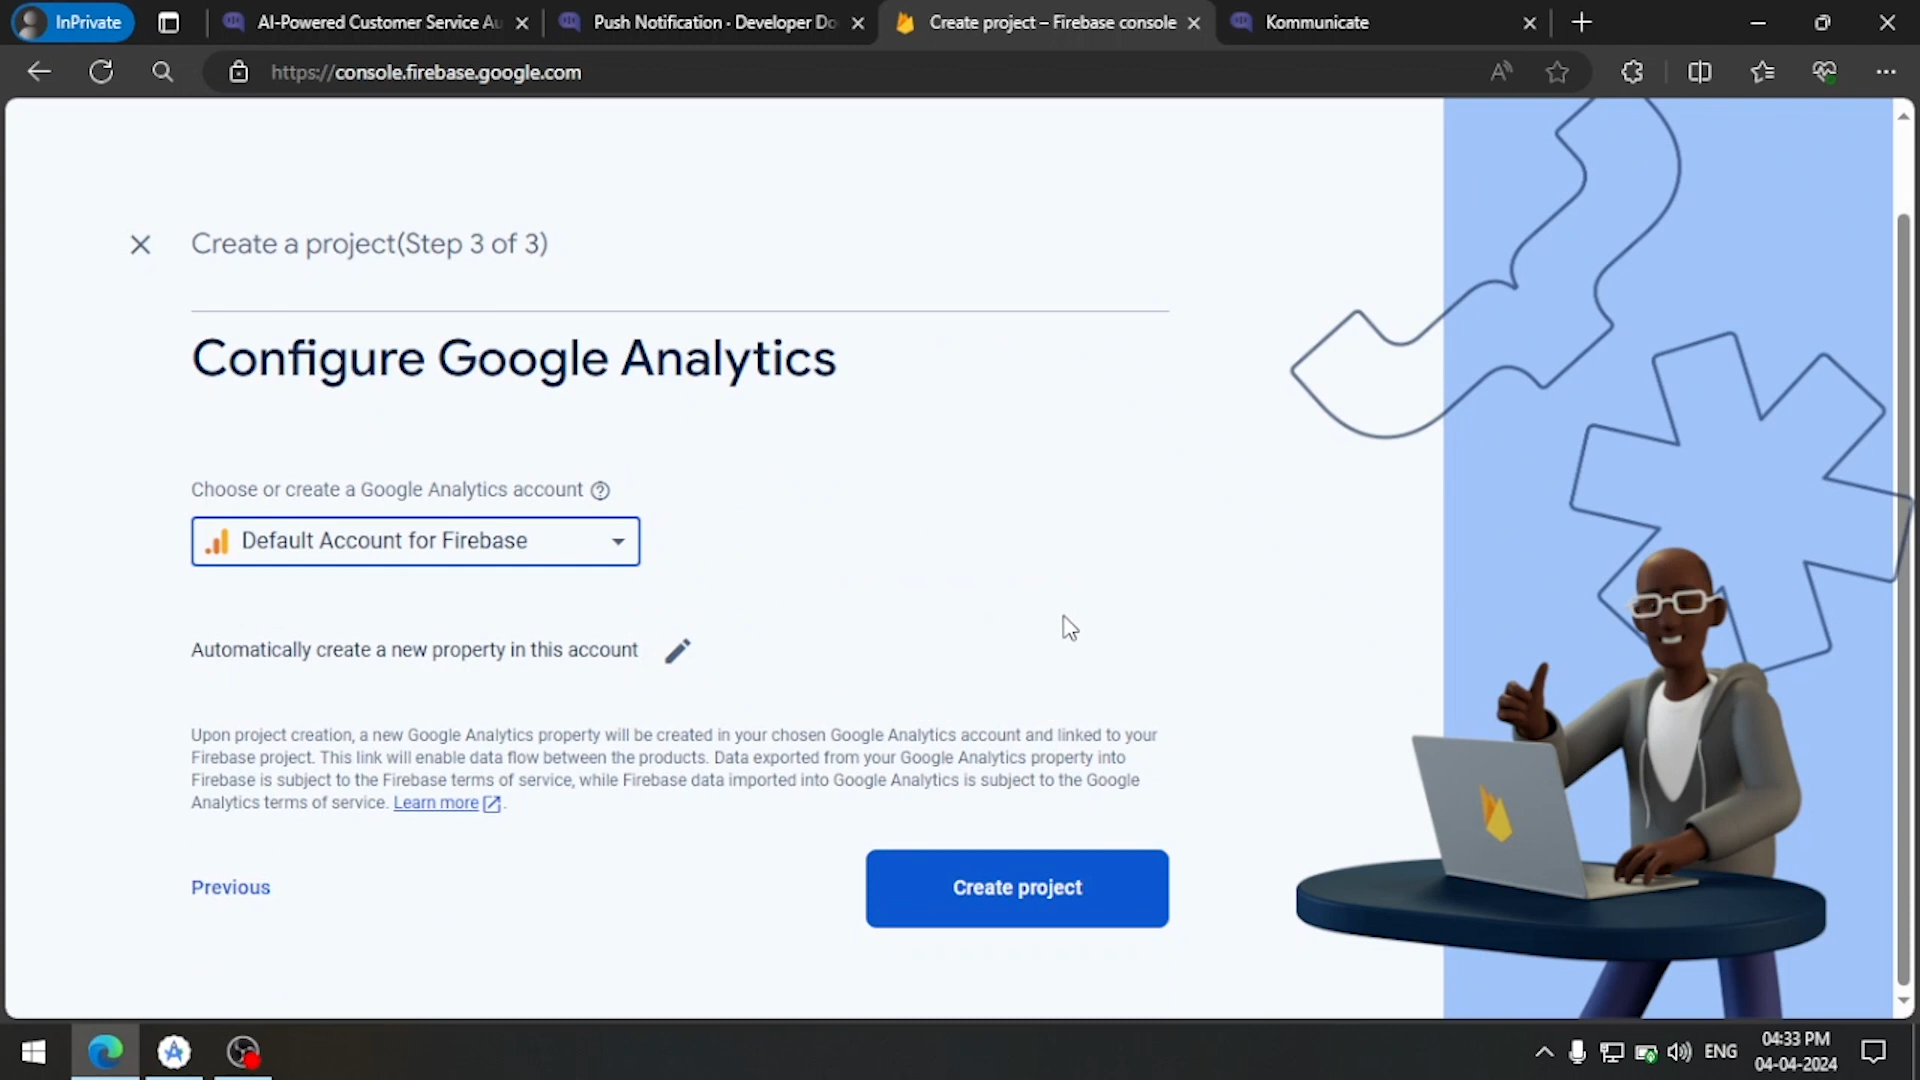 InPrivate
AI-Powered Customer Service Au
Push Notification · Developer Do
Create project – Firebase console
Kommunicate
https://console.firebase.google.com
Create a project(Step 3 of 3)
Configure Google Analytics
Choose or create a Google Analytics account
Default Account for Firebase
Automatically create a new property in this account
Upon project creation, a new Google Analytics property will be created in your chosen Google Analytics account and linked to your
Firebase project. This link will enable data flow between the products. Data exported from your Google Analytics property into
Firebase is subject to the Firebase terms of service, while Firebase data imported into Google Analytics is subject to the Google
Analytics terms of service. Learn more.
Previous
Create project
ENG
04:33 PM
04-04-2024